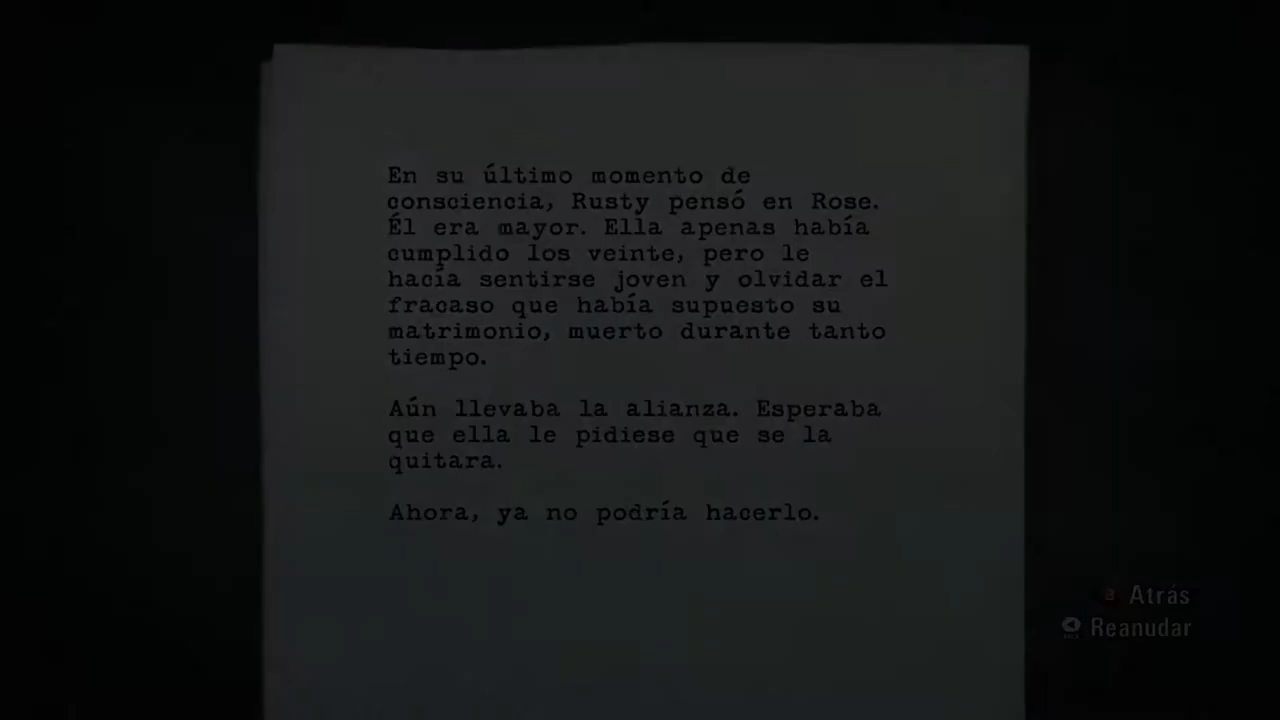 En su último momento de
consciencia, Rusty pensó en Rose.
Él era mayor. Ella apenas había
cumplido los veinte, pero le
hacía sentirse joven y olvidar el
fracaso que había supuesto su
matrimonio, muerto durante tanto
tiempo.
Aún llevaba la alianza. Esperaba
que ella le pidiese que se la
quitara.
Ahora, ya no podría hacerlo.
B Atrás
Reanudar